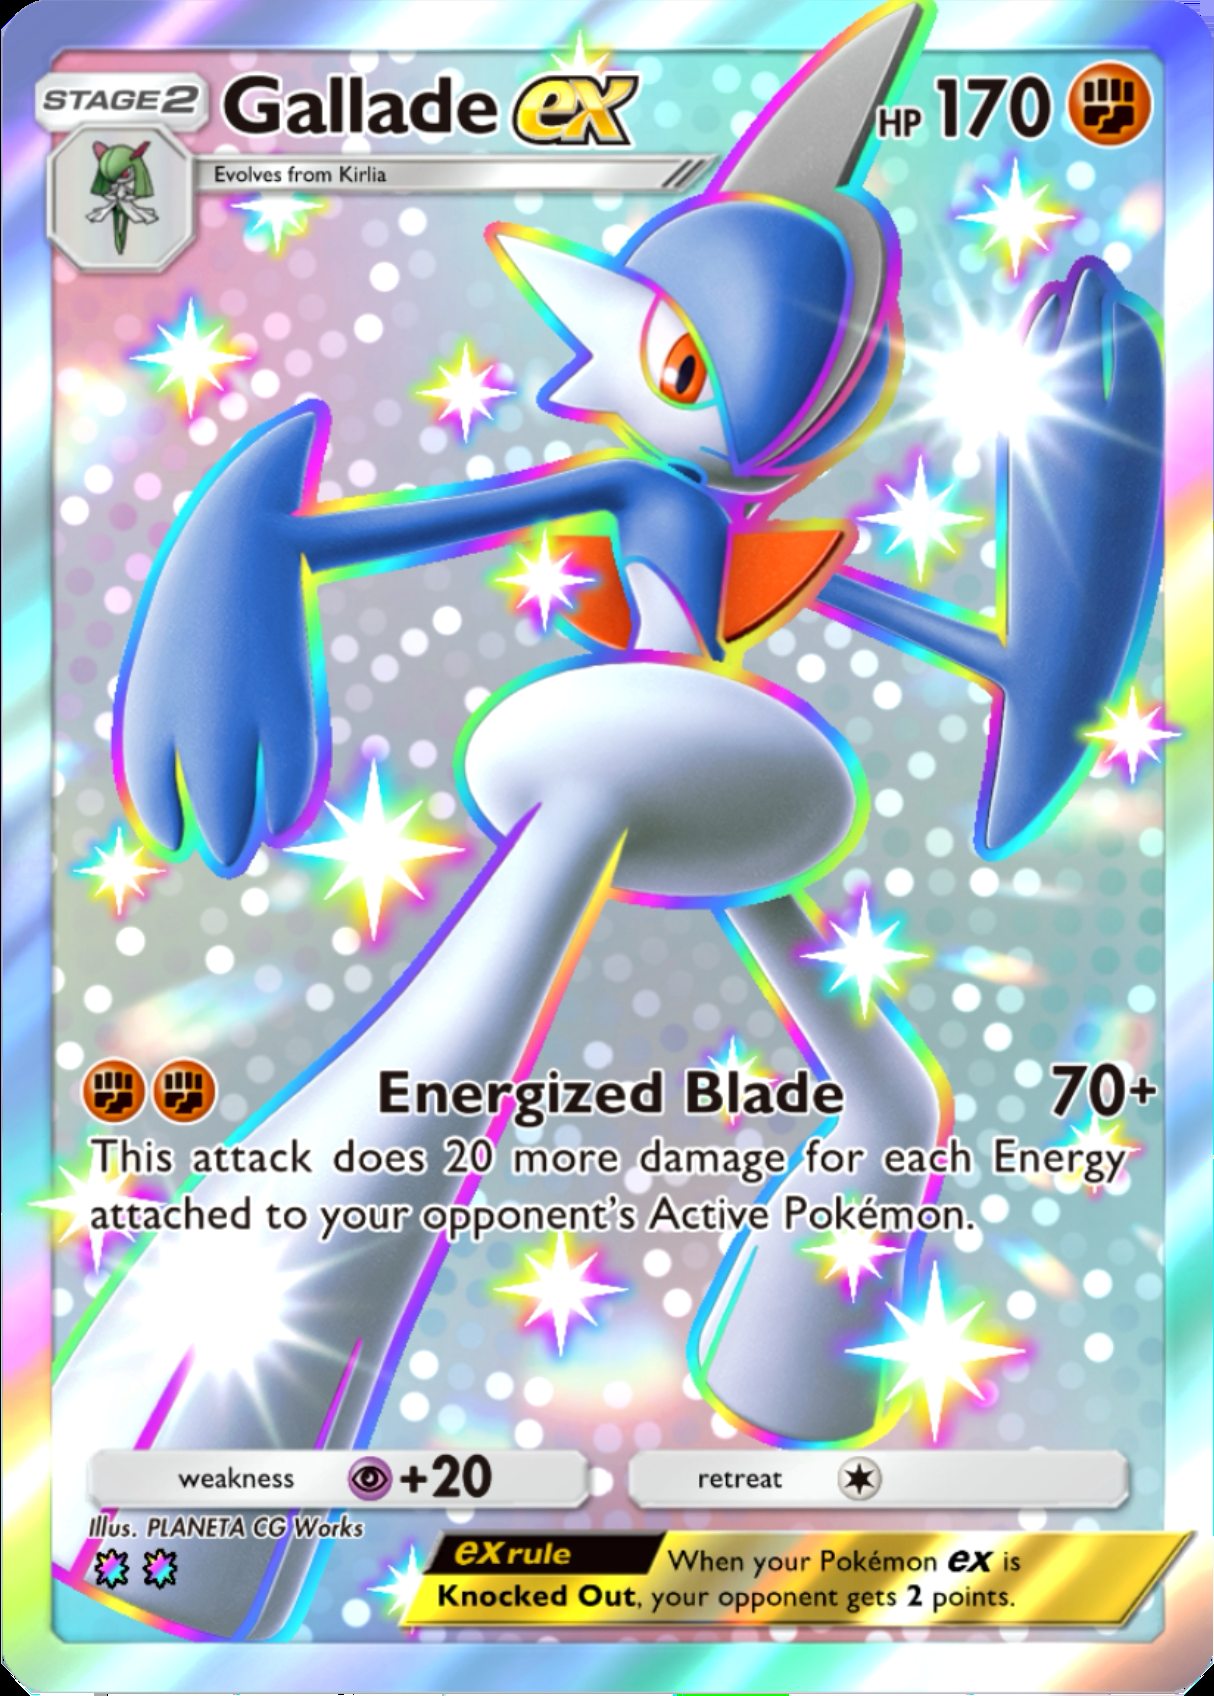 STAGE2 Gallade ex HP 170
Evolves from Kirlia
Energized Blade 70+
This attack does 20 more damage for each Energy
attached to your opponent's Active Pokémon.
weakness +20 retreat
Illus. PLANETA CG Works
ex rule When your Pokémon ex is
Knocked Out, your opponent gets 2 points.